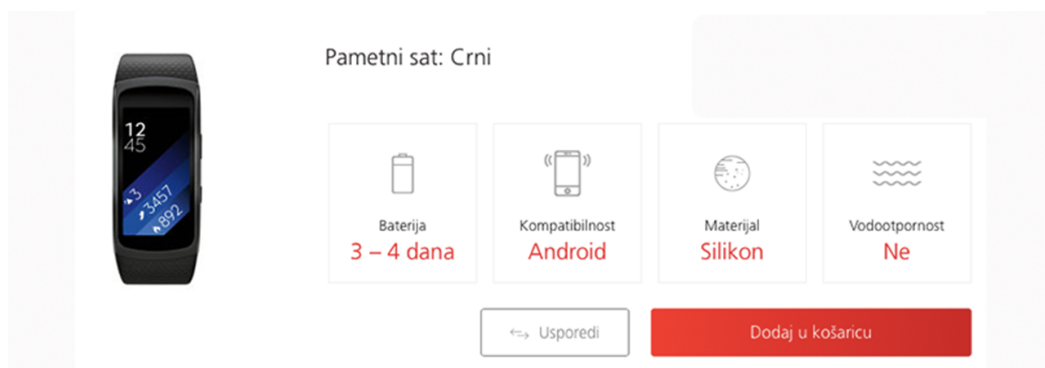 Pametni sat: Crni
12
45
3
3457
892
Baterija
3 – 4 dana
Kompatibilnost
Android
Materijal
Silikon
Vodootpornost
Ne
Usporedi
Dodaj u košaricu